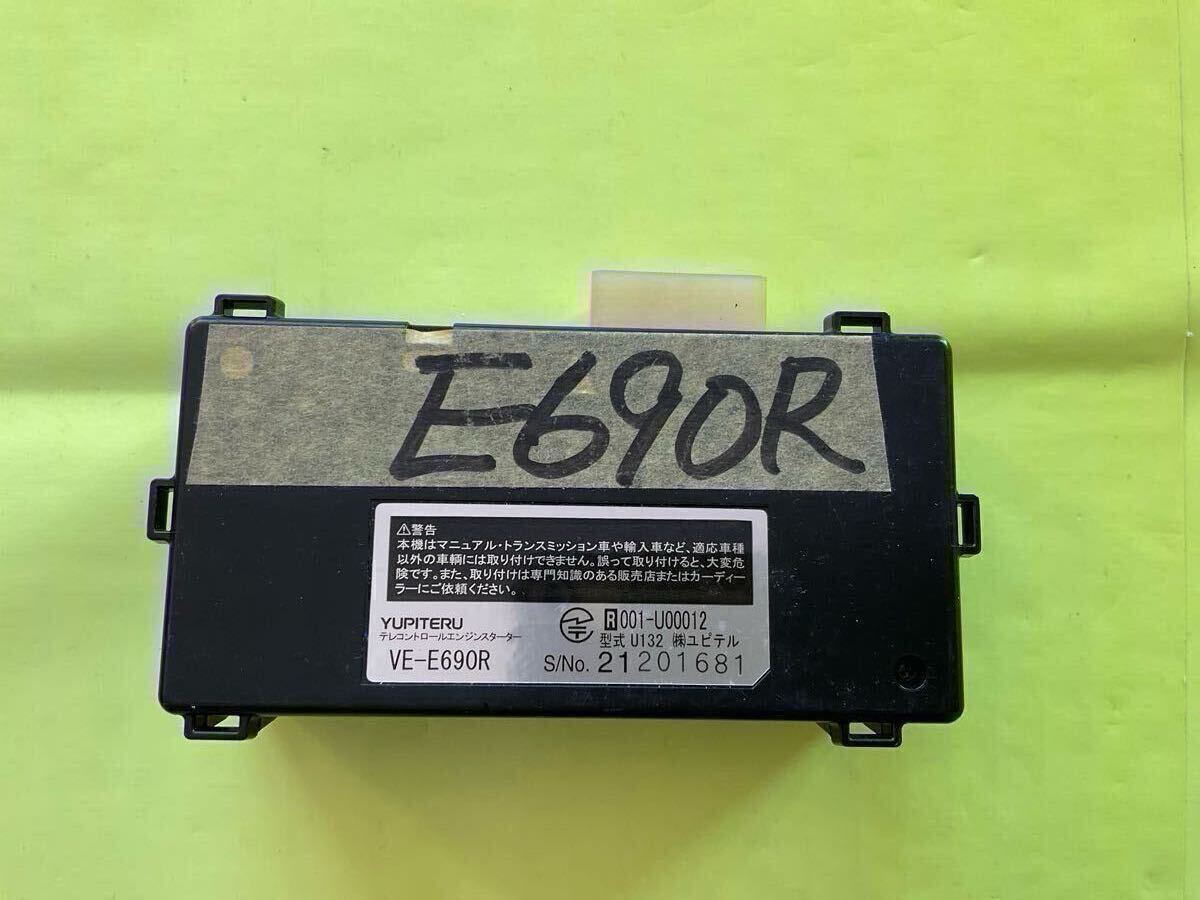 E690R
⚠警告
本機はマニュアル・トランスミッション車や輸入車など、適応車種
以外の車輌には取り付けできません。誤って取り付けると、大変危
険です。また、取り付けは専門知識のある販売店またはカーディー
ラーにご依頼ください。
YUPITERU
テレコントロールエンジンスターター
VE-E690R
R001-U00012
型式 U132 ㈱ユピテル
S/No. 21201681